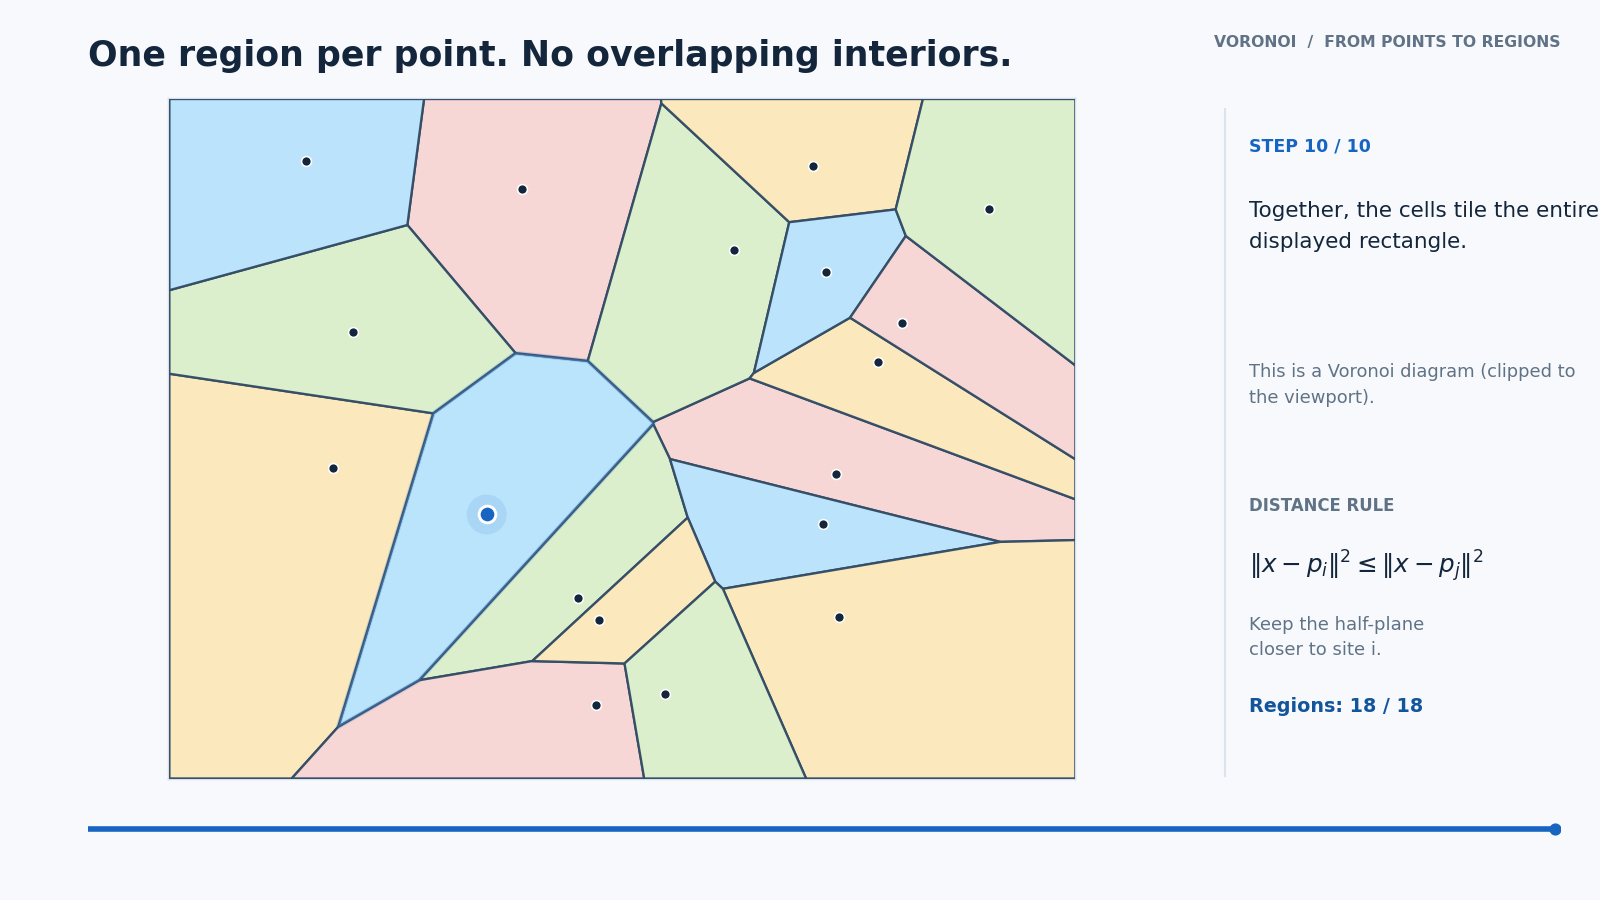 One region per point. No overlapping interiors.
VORONOI / FROM POINTS TO REGIONS
STEP 10 / 10
Together, the cells tile the entire
displayed rectangle.
This is a Voronoi diagram (clipped to
the viewport).
DISTANCE RULE
‖x − pᵢ‖² ≤ ‖x − pⱼ‖²
Keep the half-plane
closer to site i.
Regions: 18 / 18